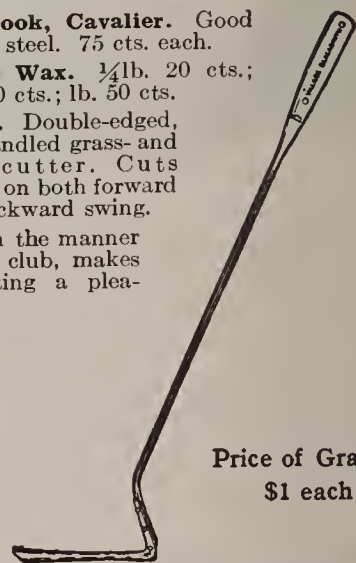 ook, Cavalier. Good
steel. 75 cts. each.
Wax. ¼lb. 20 cts.;
0 cts.; lb. 50 cts.
. Double-edged,
ndled grass- and
cutter. Cuts
on both forward
ckward swing.
n the manner
club, makes
ing a plea-
Price of Gra
$1 each